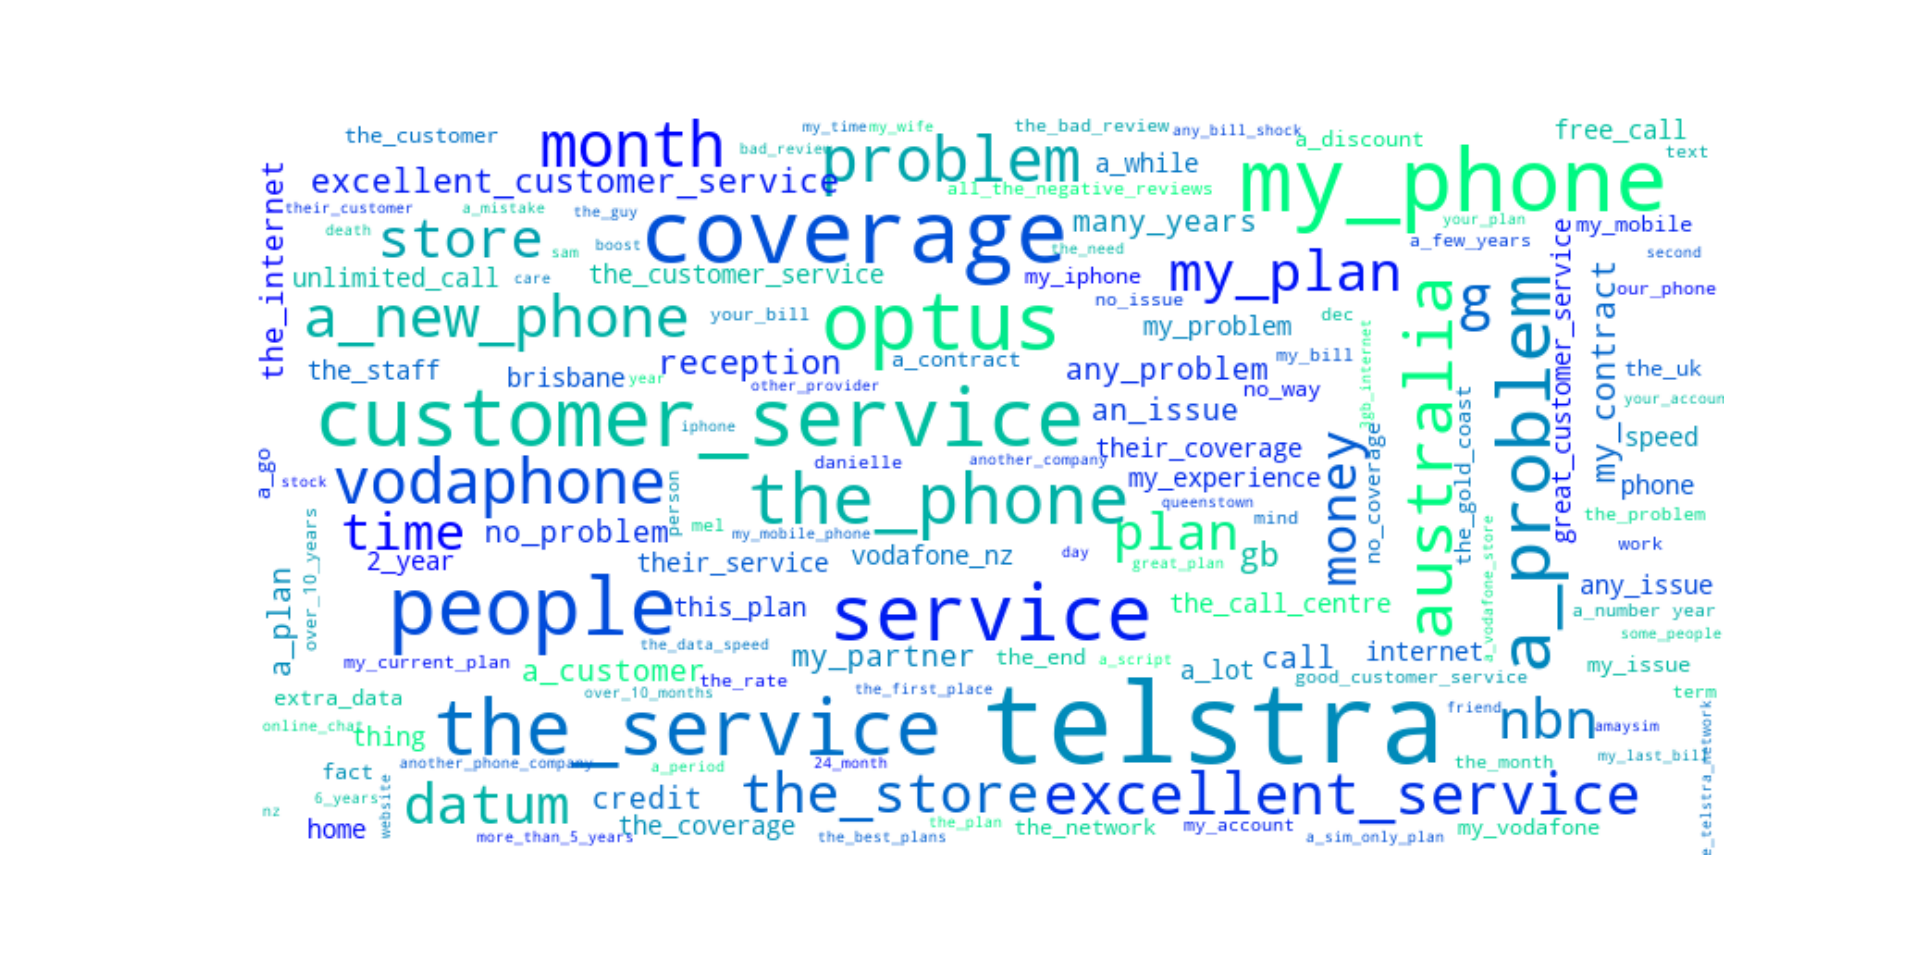 the_customer
month
my_time
my_wife
the_bad_review
any_bill_shock
a_discount
free_call
text
bad_review
problem
a_while
my_phone
excellent_customer_service
all_the_negative_reviews
the_internet
their_customer
a_mistake
the_guy
coverage
many_years
your_plan
my_mobile
death
store
sam
boost
the_need
a_few_years
great_customer_service
second
unlimited_call
care
the_customer_service
my_iphone
my_plan
australia
g
a_problem
my_contract
our_phone
a_new_phone
your_bill
optus
no_issue
my_problem
dec
3gb_internet
the_staff
brisbane
year
reception
a_contract
any_problem
my_bill
the_uk
other_provider
no_way
customer_service
iphone
an_issue
the_gold_coast
your_accoun
their_coverage
money
no_coverage
speed
a_go
stock
vodaphone
person
danielle
another_company
my_experience
phone
the_phone
queenstown
mind
the_problem
time
no_problem
mel
my_mobile_phone
plan
gb
a_vodafone_store
work
2_year
their_service
vodafone_nz
day
great_plan
any_issue
over_10_years
a_plan
people
this_plan
service
the_call_centre
a_number
year
some_people
the_data_speed
my_current_plan
a_customer
my_partner
the_end
a_script
a_lot
call
internet
my_issue
the_rate
good_customer_service
extra_data
over_10_months
the_first_place
term
online_chat
thing
the_service
telstra
friend
nbn
amaysim
another_phone_company
a_period
24_month
the_month
my_last_bill
e_telstra_network
fact
nz
6_years
website
datum
credit
the_store
excellent_service
home
more_than_5_years
the_coverage
the_best_plans
the_plan
the_network
my_account
a_sim_only_plan
my_vodafone